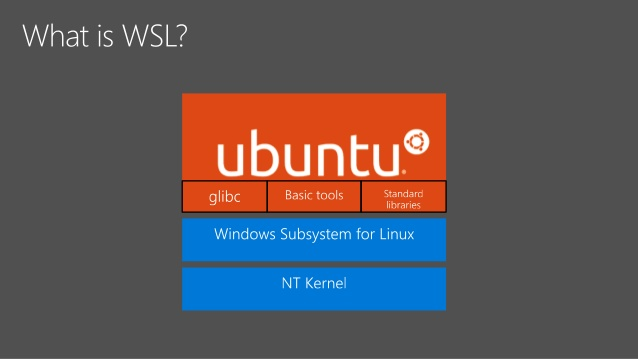 What is WSL?
ubuntu
glibc
Basic tools
Standard
libraries
Windows Subsystem for Linux
NT Kernel